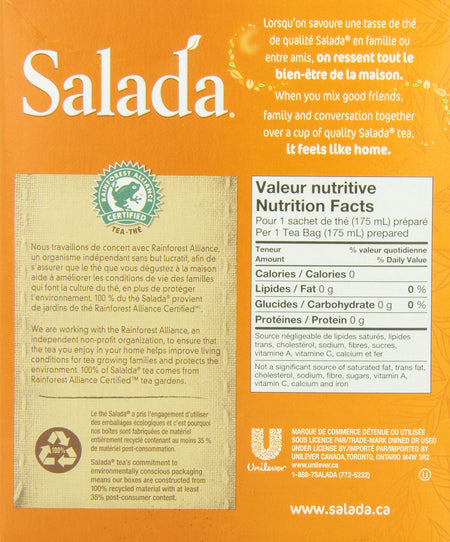 Salada®
Lorsqu'on savoure une tasse de thé
de qualité Salada® en famille ou
entre amis, on ressent tout le
bien-être de la maison.
When you mix good friends,
family and conversation together
over a cup of quality Salada® tea,
it feels like home.
RAINFOREST ALLIANCE
CERTIFIED
TEA-THÉ
Nous travaillons de concert avec Rainforest Alliance,
un organisme indépendant sans but lucratif, afin de
s'assurer que le thé que vous dégustez à la maison
aide à améliorer les conditions de vie des familles
qui font la culture du thé, en plus de protéger
l'environnement. 100 % du thé Salada® provient
de jardins de thé Rainforest Alliance Certified™.
We are working with the Rainforest Alliance, an
independent non-profit organization, to ensure that
the tea you enjoy in your home helps improve living
conditions for tea growing families and protects the
environment. 100% of Salada® tea comes from
Rainforest Alliance Certified™ tea gardens.
Valeur nutritive
Nutrition Facts
Pour 1 sachet de thé (175 mL) préparé
Per 1 Tea Bag (175 mL) prepared
Teneur % valeur quotidienne
Amount % Daily Value
Calories / Calories 0
Lipides / Fat 0 g 0 %
Glucides / Carbohydrate 0 g 0 %
Protéines / Protein 0 g
Source négligeable de lipides saturés, lipides
trans, cholestérol, sodium, fibres, sucres,
vitamine A, vitamine C, calcium et fer
Not a significant source of saturated fat, trans fat,
cholesterol, sodium, fibre, sugars, vitamin A,
vitamin C, calcium and iron
100%
Le thé Salada® a pris l'engagement d'utiliser
des emballages écologiques et c'est pourquoi
nos boîtes sont fabriquées de matériel
entièrement recyclé contenant au moins 35 %
de matériel post-consommation.
Salada® tea's commitment to
environmentally conscious packaging
means our boxes are constructed from
100% recycled material with at least
35% post-consumer content.
Unilever
MARQUE DE COMMERCE DÉTENUE OU UTILISÉE
SOUS LICENCE PAR/TRADE-MARK OWNED OR USED
UNDER LICENSE BY/IMPORTÉ PAR/IMPORTED BY
UNILEVER CANADA,TORONTO, ONTARIO M4W 3R2
www.unilever.ca
1-888-7SALADA (772-5232)
U
www.salada.ca